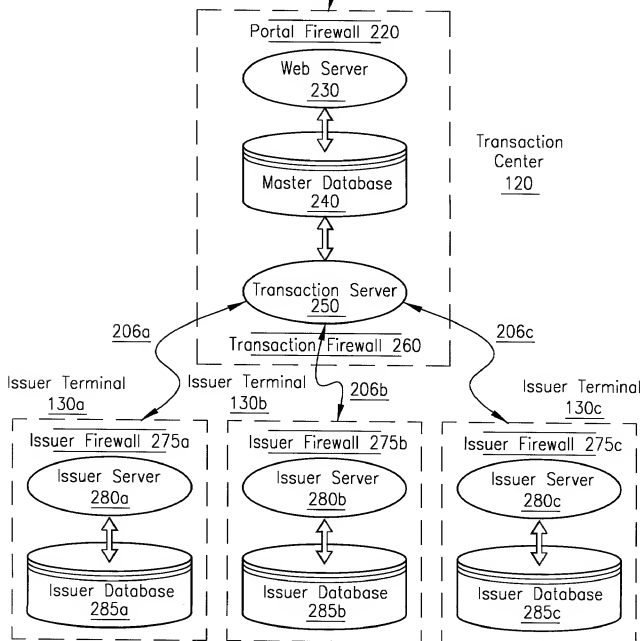 Portal Firewall 220
Web Server
230
Master Database
240
Transaction
Center
120
Transaction Server
250
Transaction Firewall 260
206a
206b
206c
Issuer Terminal
130a
Issuer Firewall 275a
Issuer Server
280a
Issuer Database
285a
Issuer Terminal
130b
Issuer Firewall 275b
Issuer Server
280b
Issuer Database
285b
Issuer Terminal
130c
Issuer Firewall 275c
Issuer Server
280c
Issuer Database
285c